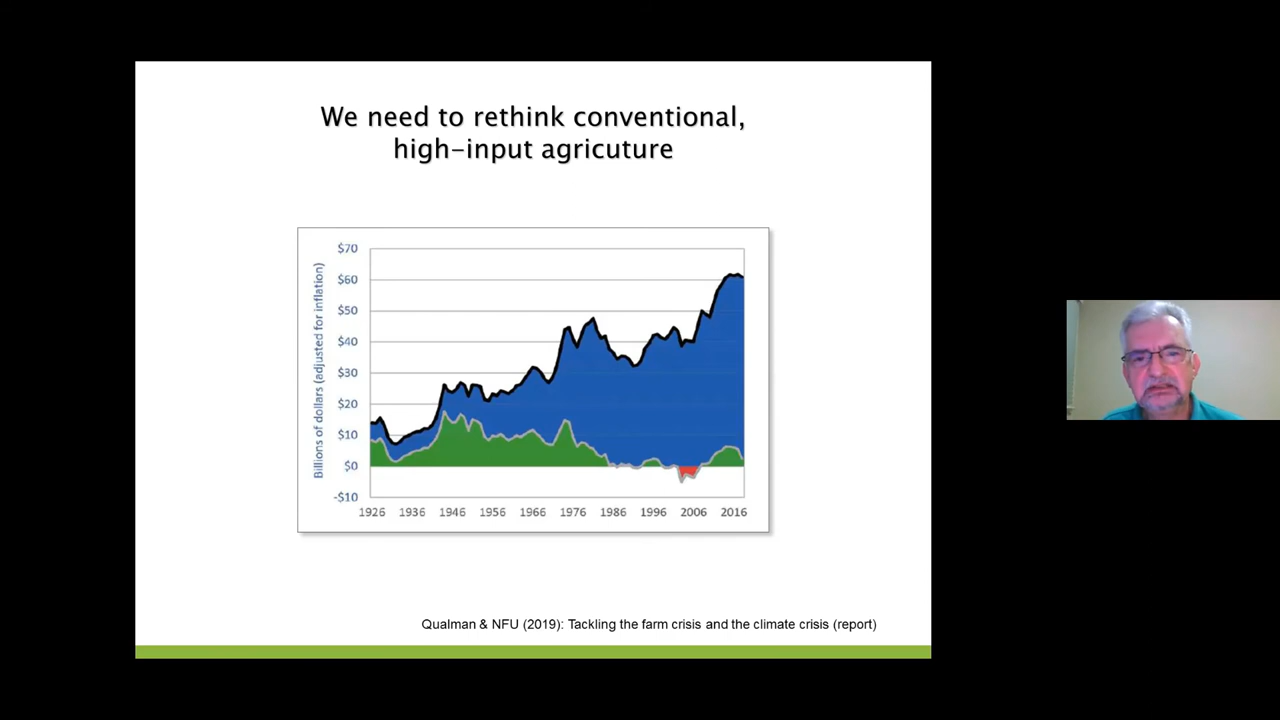 We need to rethink conventional,
high-input agricuture
Billions of dollars (adjusted for inflation)
$70
$60
$50
$40
$30
$20
$10
$0
-$10
1926 1936 1946 1956 1966 1976 1986 1996 2006 2016
Qualman & NFU (2019): Tackling the farm crisis and the climate crisis (report)